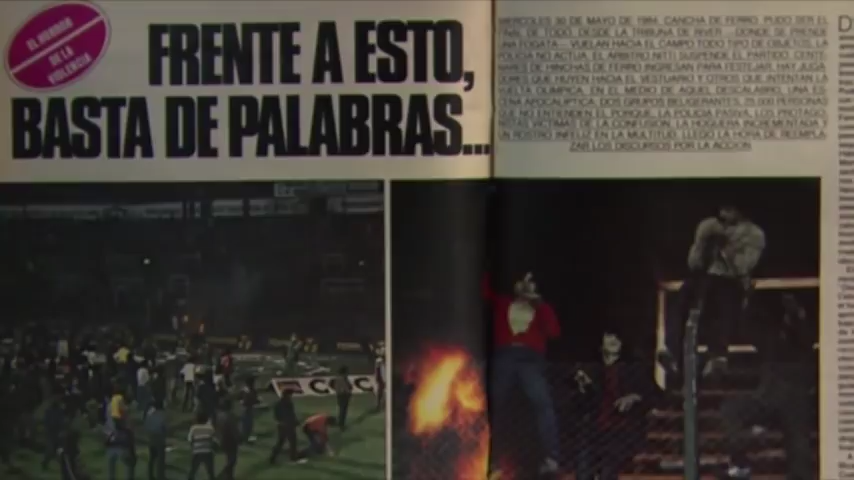 EL HORROR
DE LA
VIOLENCIA
FRENTE A ESTO,
BASTA DE PALABRAS...
MIERCOLES 30 DE MAYO DE 1984. CANCHA DE FERRO. PUDO SER EL
FINAL DE TODO. DESDE LA TRIBUNA DE RIVER —DONDE SE PRENDE
UNA FOGATA— VUELAN HACIA EL CAMPO TODO TIPO DE OBJETOS. LA
POLICIA NO ACTUA. EL ARBITRO NITTI SUSPENDE EL PARTIDO. CENTE-
NARES DE HINCHAS DE FERRO INGRESAN PARA FESTEJAR. HAY JUGA-
DORES QUE HUYEN HACIA EL VESTUARIO Y OTROS QUE INTENTAN LA
VUELTA OLIMPICA. EN EL MEDIO DE AQUEL DESCALABRO, UNA ES-
CENA APOCALIPTICA: DOS GRUPOS BELIGERANTES, 25.000 PERSONAS
QUE NO ENTIENDEN EL PORQUE, LA POLICIA PASIVA, LOS PROTAGO-
NISTAS VICTIMAS DE LA CONFUSION, LA HOGUERA INCREMENTADA Y
UN ROSTRO INFELIZ EN LA MULTITUD. LLEGO LA HORA DE REEMPLA-
ZAR LOS DISCURSOS POR LA ACCION.
COCA